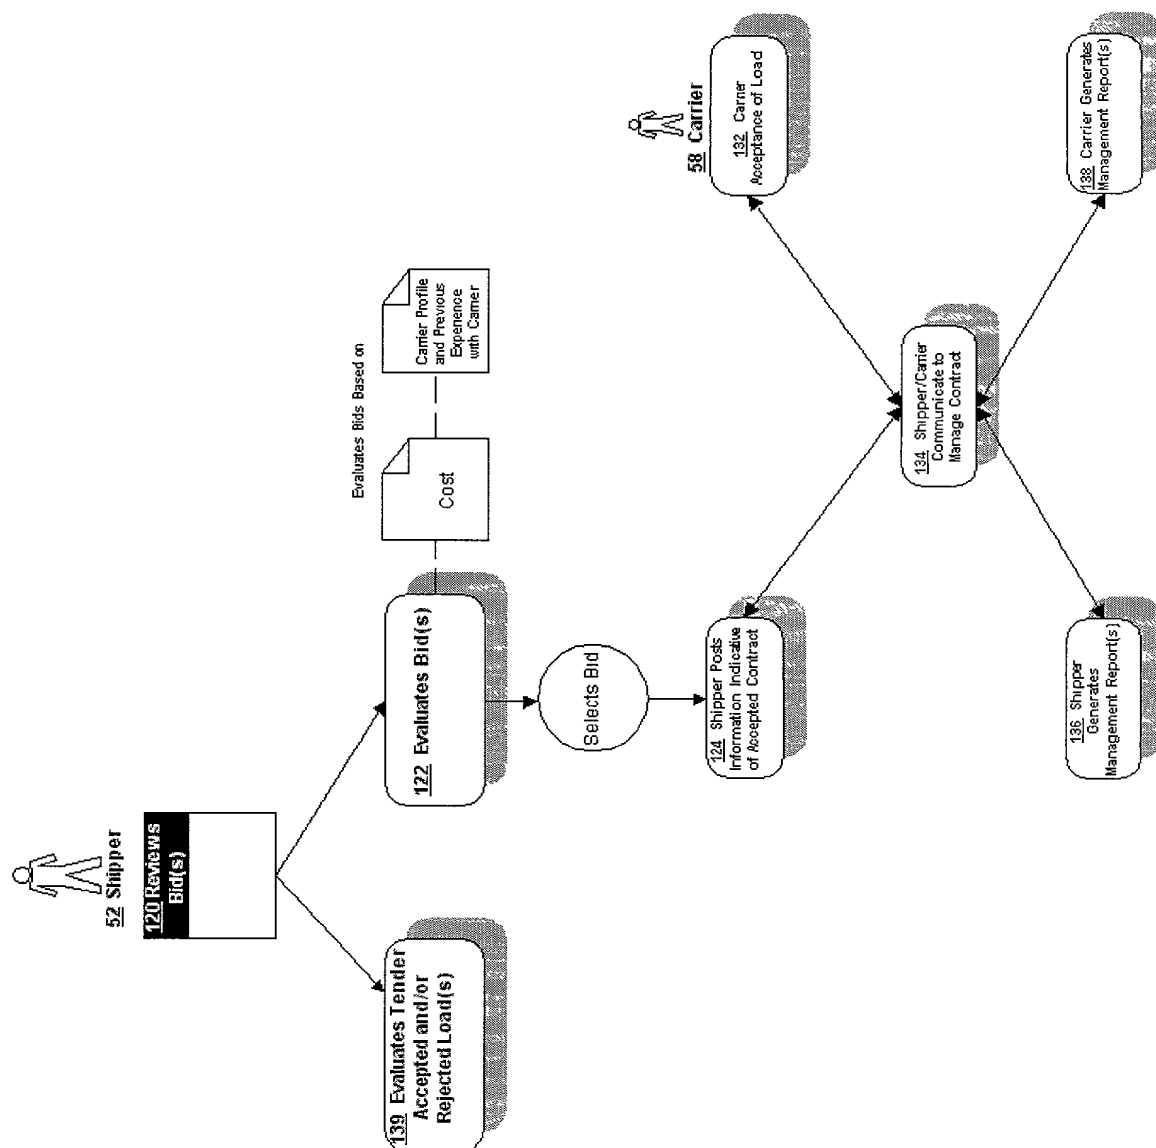 52 Shipper
120 Reviews
Bid(s)
139 Evaluates Tender
Accepted and/or
Rejected Load(s)
122 Evaluates Bid(s)
Evaluates Bids Based on
Cost
Carrier Profile
and Previous
Experience
with Carrier
Selects Bid
124 Shipper Posts
Information Indicative
of Accepted Contract
58 Carrier
132 Carrier
Acceptance of Load
134 Shipper/Carrier
Communicate to
Manage Contract
136 Shipper
Generates
Management Report(s)
138 Carrier Generates
Management Report(s)